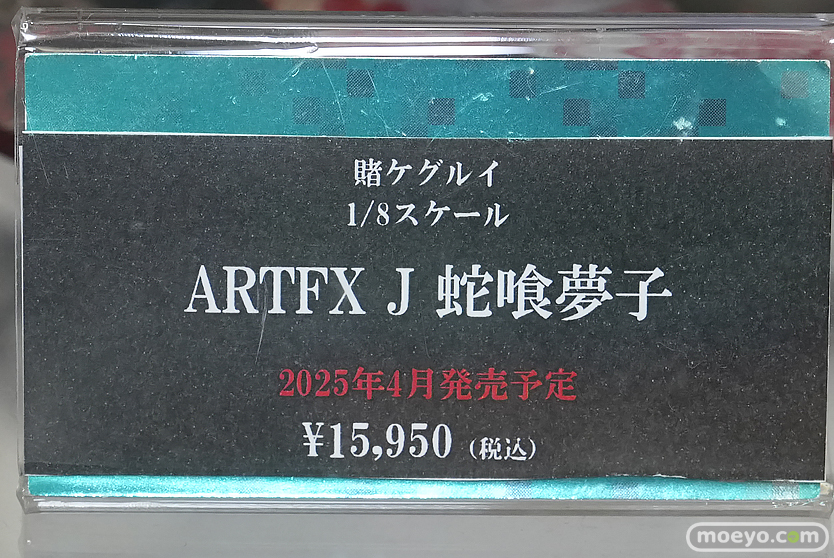 賭ケグルイ
1/8スケール
ARTFX J 蛇喰夢子
2025年4月発売予定
¥15,950 (税込)
moeyo.com